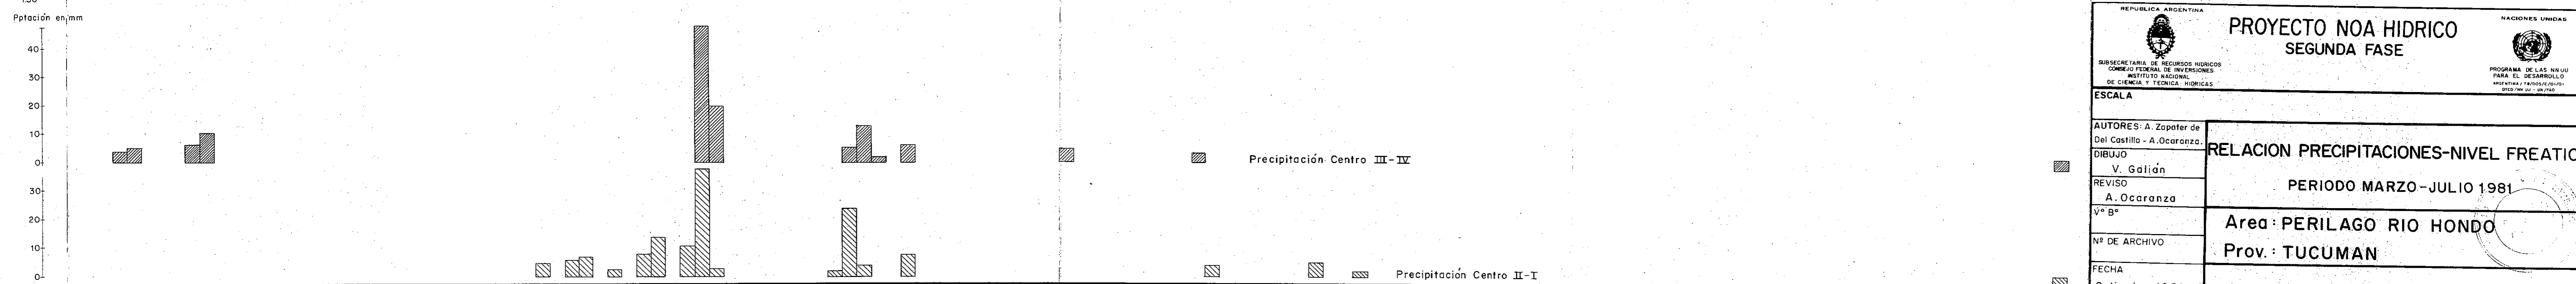 Pptación en mm
40
30
20
10
0
Precipitación Centro III-IV
30
20
10
0
Precipitación Centro II-I
REPUBLICA ARGENTINA
SUBSECRETARIA DE RECURSOS HIDRICOS
CONSEJO FEDERAL DE INVERSIONES
INSTITUTO NACIONAL
DE CIENCIA Y TECNICA HIDRICAS
PROYECTO NOA HIDRICO
SEGUNDA FASE
NACIONES UNIDAS
PROGRAMA DE LAS NN UU
PARA EL DESARROLLO
ESCALA
AUTORES: A. Zapater de
Del Castillo - A. Ocaranza.
DIBUJO
V. Galián
REVISO
A. Ocaranza
Vº Bº
Nº DE ARCHIVO
FECHA
RELACION PRECIPITACIONES-NIVEL FREATIC
PERIODO MARZO-JULIO 1981
Area: PERILAGO RIO HONDO
Prov.: TUCUMAN